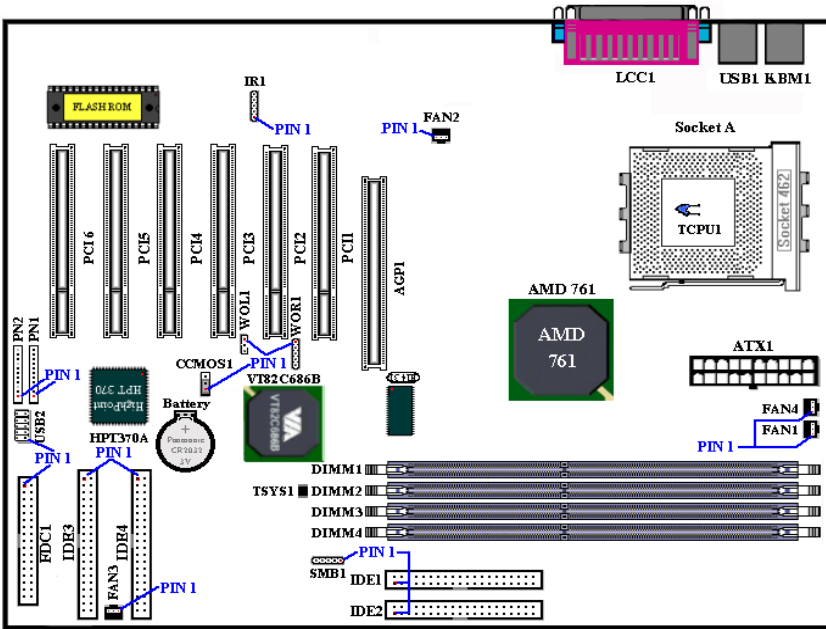 LCC1
USB1
KBM1
IR1
PIN 1
FLASH ROM
FAN2
PIN 1
Socket A
Socket 462
TCPU1
PCI 6
PCI5
PCI4
PCI3
PCI2
PCI1
AGP1
AMD 761
AMD
761
WOL1
WOR1
PN2
PN1
PIN 1
CCMOS1
PIN 1
ATX1
HighPoint
HPT 370
HPT370A
VT82C686B
VIA
VT82C686B
Battery
+
Panasonic
CR2032
3V
USB2
PIN 1
PIN 1
FAN4
FAN1
PIN 1
DIMM1
TSYS1
DIMM2
DIMM3
DIMM4
FDC1
IDE3
IDE4
FAN3
PIN 1
SMB1
PIN 1
IDE1
IDE2